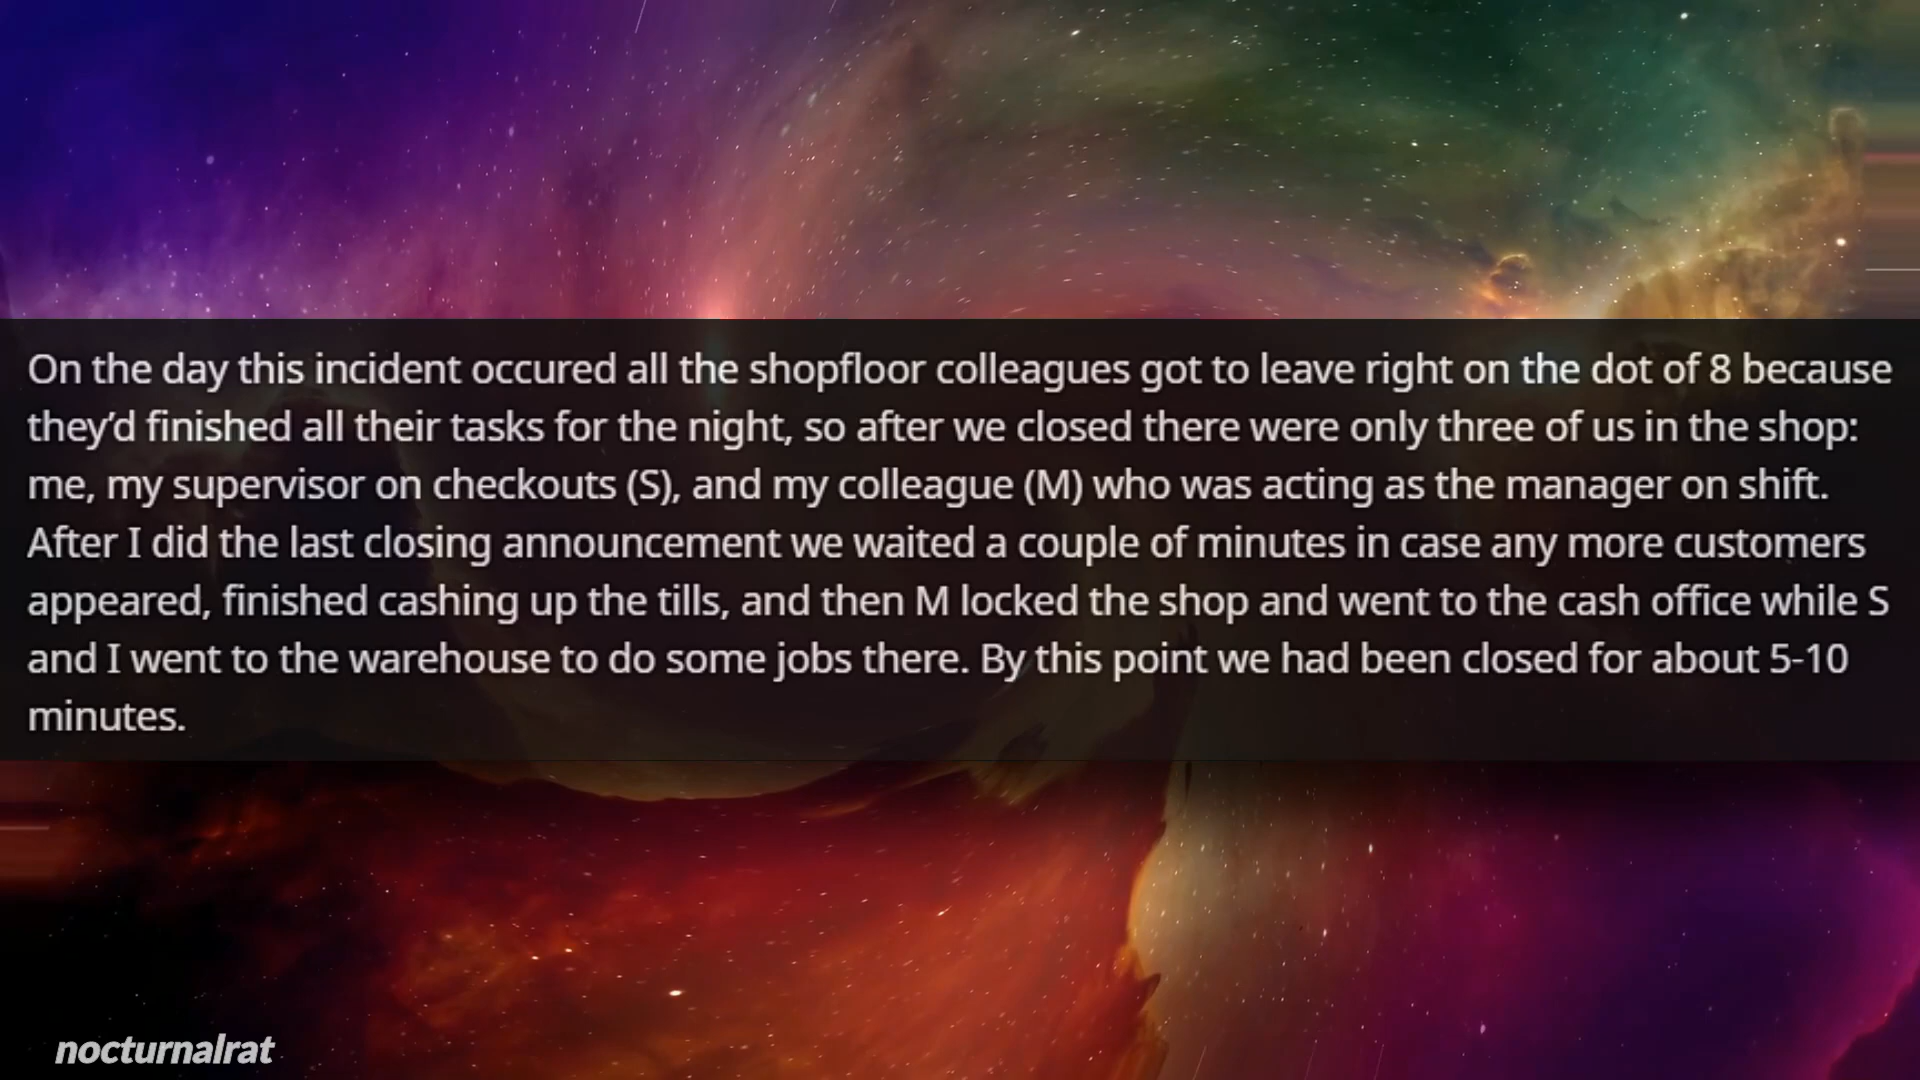 On the day this incident occured all the shopfloor colleagues got to leave right on the dot of 8 because
they’d finished all their tasks for the night, so after we closed there were only three of us in the shop:
me, my supervisor on checkouts (S), and my colleague (M) who was acting as the manager on shift.
After I did the last closing announcement we waited a couple of minutes in case any more customers
appeared, finished cashing up the tills, and then M locked the shop and went to the cash office while S
and I went to the warehouse to do some jobs there. By this point we had been closed for about 5-10
minutes.
nocturnalrat